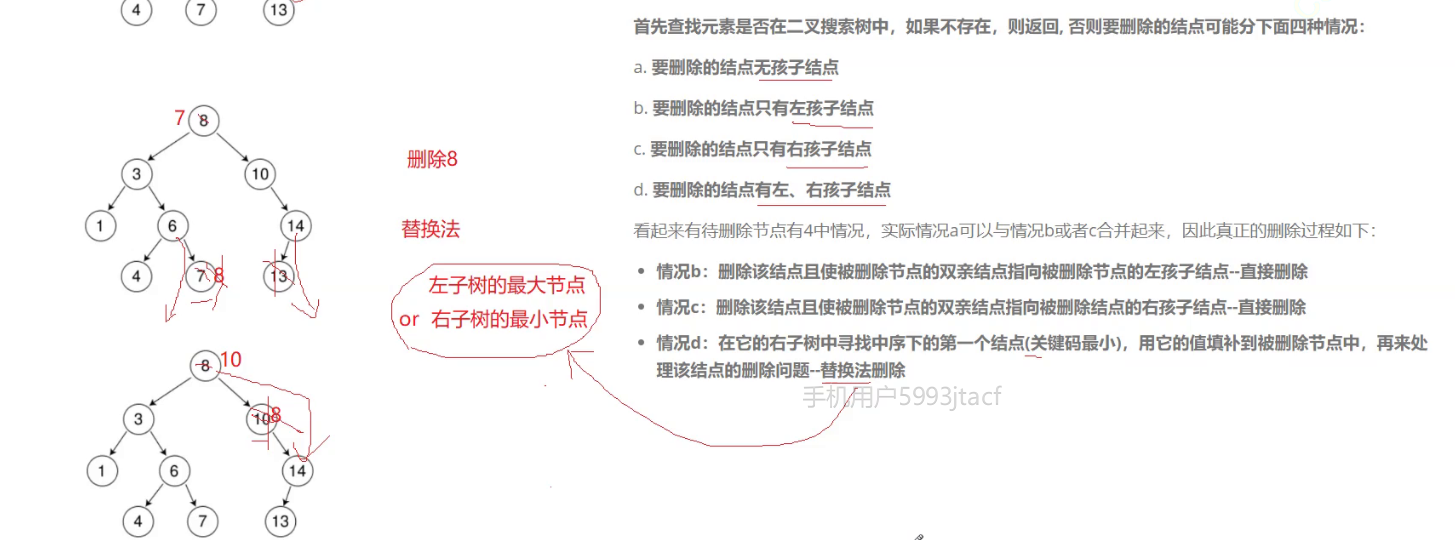 4 7 13
7 8
3 10
1 6 14
4 7 8 13
删除8
替换法
左子树的最大节点
or 右子树的最小节点
8 10
3 10 8
1 6 14
4 7 13
首先查找元素是否在二叉搜索树中，如果不存在，则返回, 否则要删除的结点可能分下面四种情况：
a. 要删除的结点无孩子结点
b. 要删除的结点只有左孩子结点
c. 要删除的结点只有右孩子结点
d. 要删除的结点有左、右孩子结点
看起来有待删除节点有4中情况，实际情况a可以与情况b或者c合并起来，因此真正的删除过程如下：
• 情况b：删除该结点且使被删除节点的双亲结点指向被删除节点的左孩子结点--直接删除
• 情况c：删除该结点且使被删除节点的双亲结点指向被删除结点的右孩子结点--直接删除
• 情况d：在它的右子树中寻找中序下的第一个结点(关键码最小)，用它的值填补到被删除节点中，再来处
理该结点的删除问题--替换法删除
手机用户5993jtacf